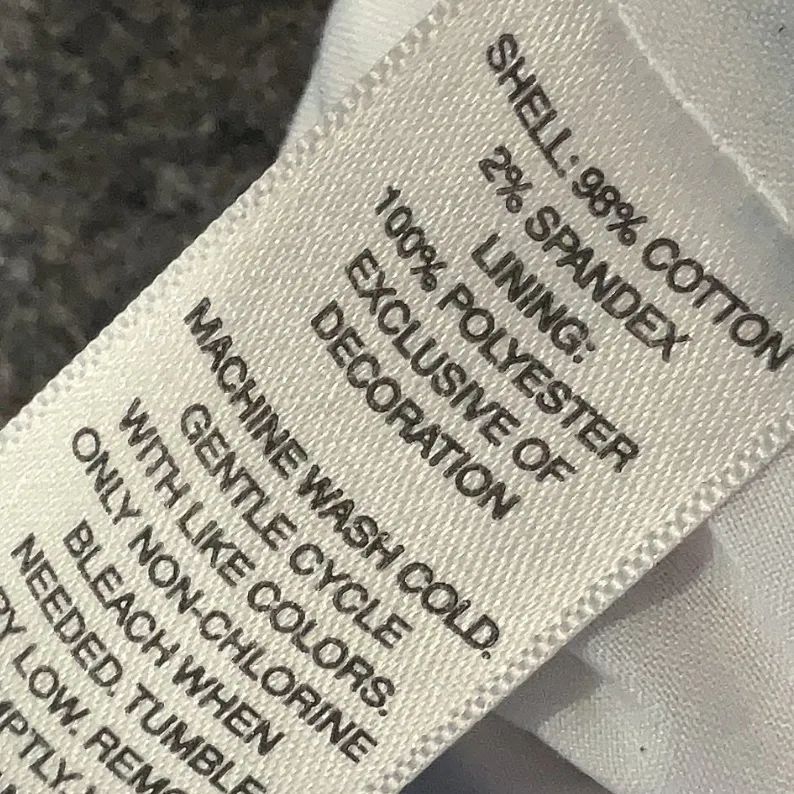 SHELL: 98% COTTON
2% SPANDEX
LINING:
100% POLYESTER
EXCLUSIVE OF
DECORATION
MACHINE WASH COLD.
GENTLE CYCLE
WITH LIKE COLORS.
ONLY NON-CHLORINE
BLEACH WHEN
NEEDED. TUMBLE
LOW.